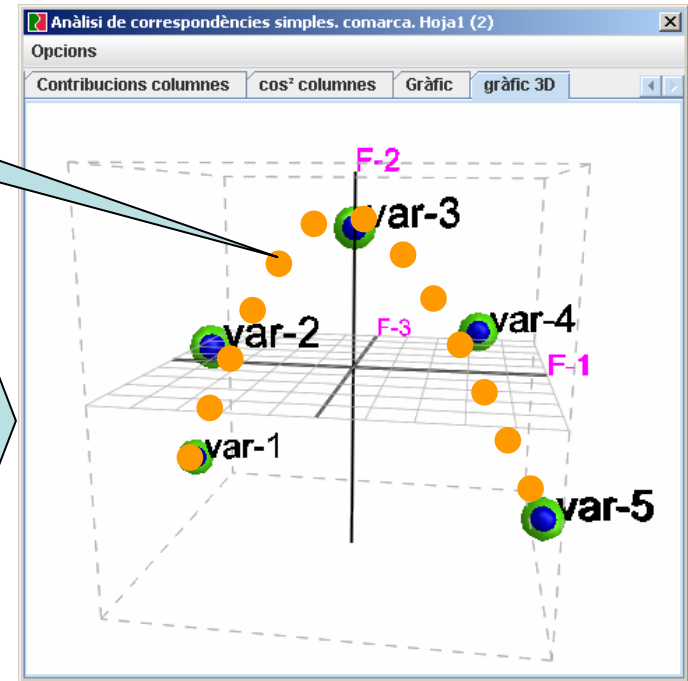 Anàlisi de correspondències simples. comarca. Hoja1 (2)
Opcions
Contribucions columnes cos² columnes Gràfic gràfic 3D
F-2
var-3
var-2 F-3 var-4
F-1
var-1
var-5